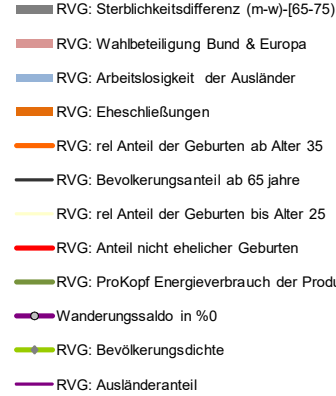 RVG: Sterblichkeitsdifferenz (m-w)-[65-75)
RVG: Wahlbeteiligung Bund & Europa
RVG: Arbeitslosigkeit der Ausländer
RVG: Eheschließungen
RVG: rel Anteil der Geburten ab Alter 35
RVG: Bevolkerungsanteil ab 65 jahre
RVG: rel Anteil der Geburten bis Alter 25
RVG: Anteil nicht ehelicher Geburten
RVG: ProKopf Energieverbrauch der Produ
Wanderungssaldo in %0
RVG: Bevölkerungsdichte
RVG: Ausländeranteil